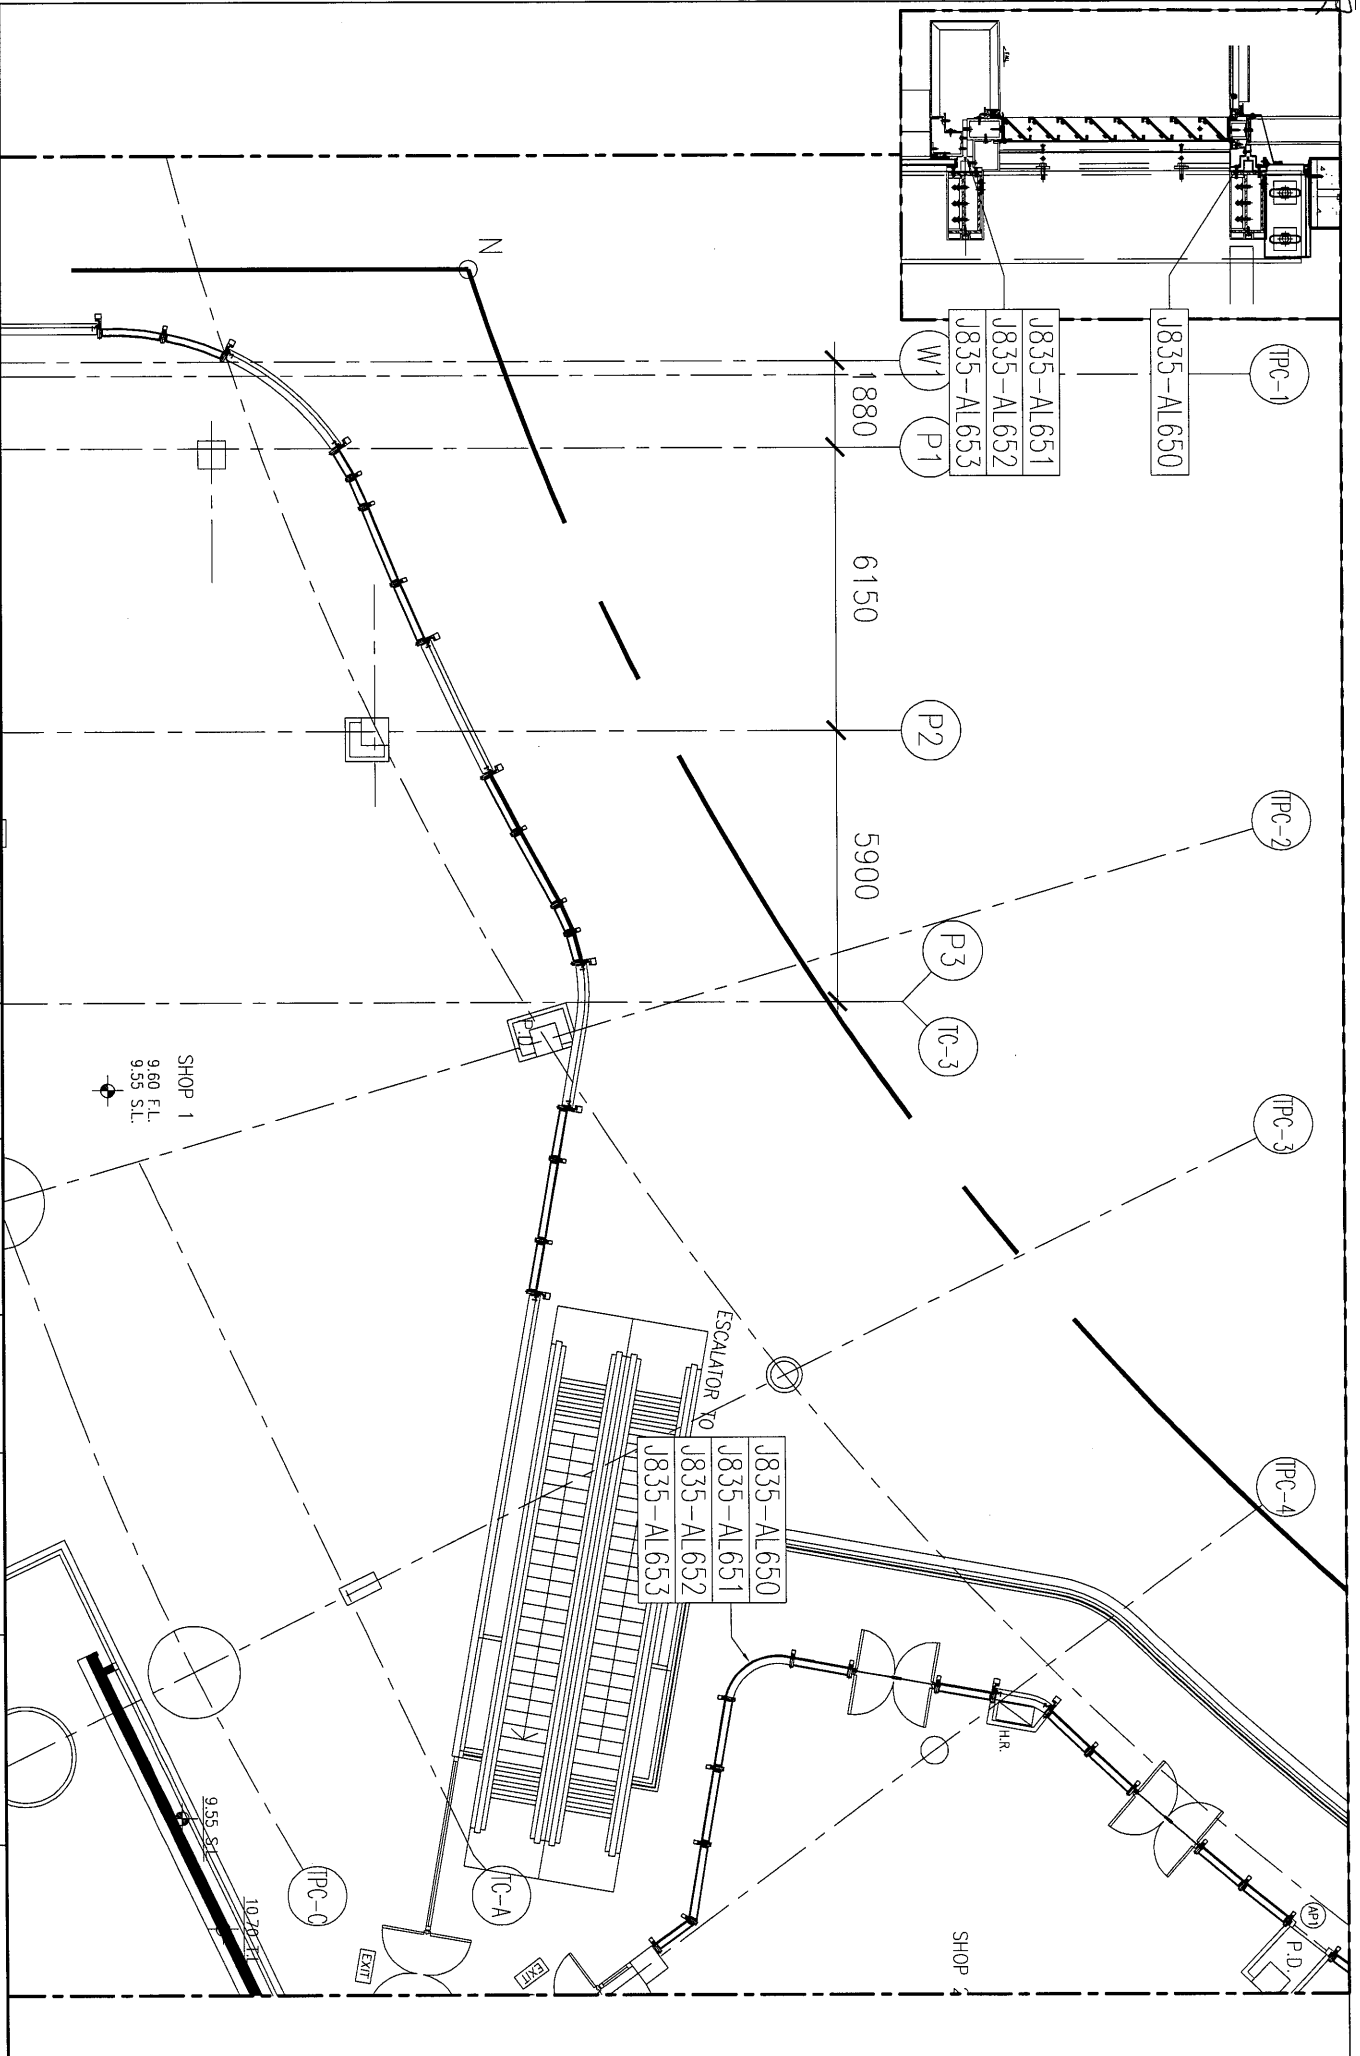 TPC-1
J835-AL650
J835-AL651
J835-AL652
J835-AL653
W1
P1
1880
N
6150
P2
5900
TPC-2
P3
TC-3
TPC-3
TPC-4
SHOP 1
9.60 F.L.
9.55 S.L.
P.D.
ESCALATOR TO
J835-AL650
J835-AL651
J835-AL652
J835-AL653
H.R.
AP11
P.D.
SHOP
TC-A
TPC-C
9.55 S.L
10.70 T.L
EXIT
EXIT